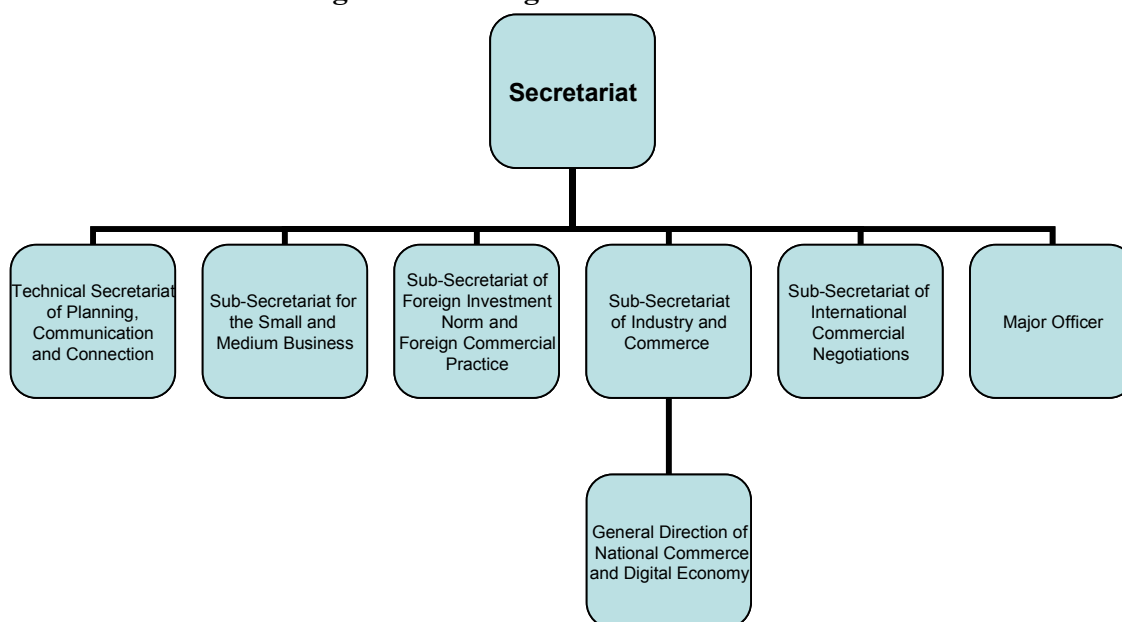 Secretariat
Technical Secretariat
of Planning,
Communication
and Connection
Sub-Secretariat for
the Small and
Medium Business
Sub-Secretariat of
Foreign Investment
Norm and
Foreign Commercial
Practice
Sub-Secretariat
of Industry and
Commerce
Sub-Secretariat of
International
Commercial
Negotiations
Major Officer
General Direction of
National Commerce
and Digital Economy